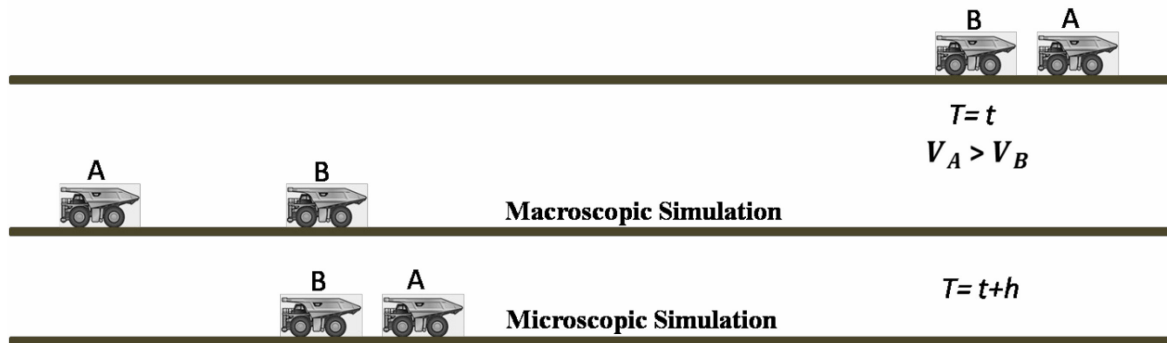 B A
T= t
V_A > V_B
A B
Macroscopic Simulation
B A
T= t+h
Microscopic Simulation